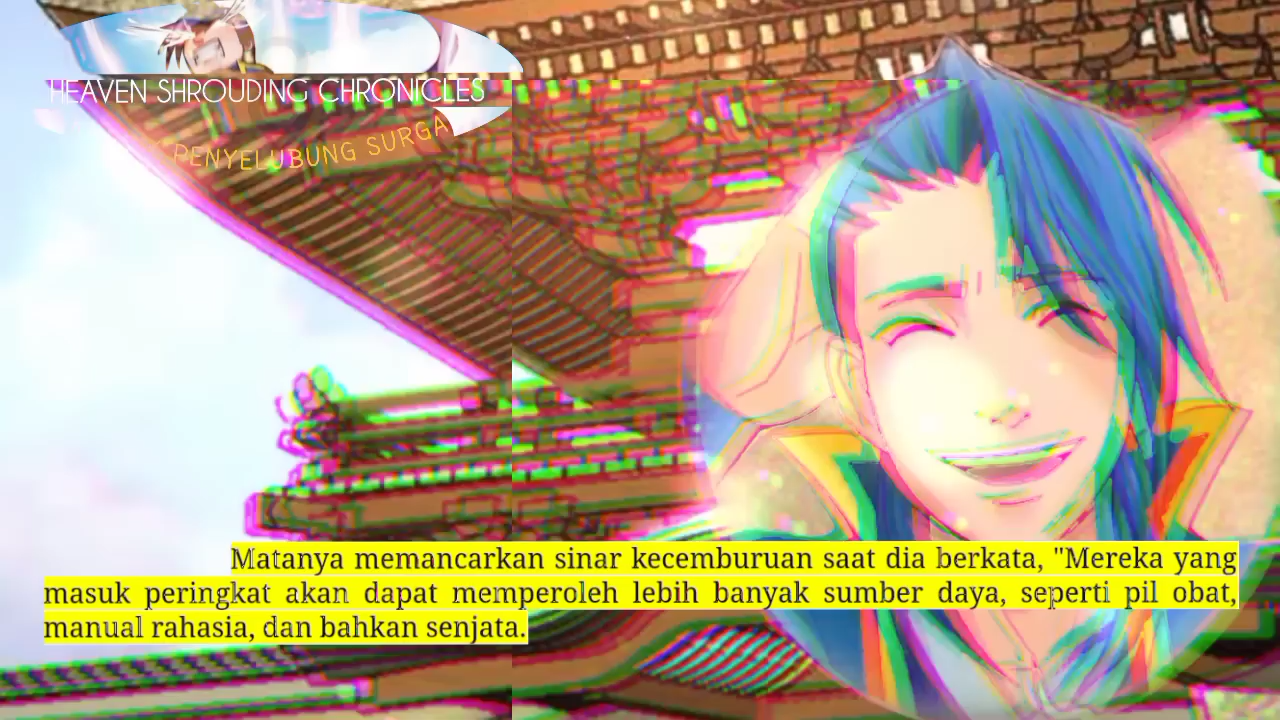 HEAVEN SHROUDING CHRONICLES
PENYELUBUNG SURGA
Matanya memancarkan sinar kecemburuan saat dia berkata, "Mereka yang
masuk peringkat akan dapat memperoleh lebih banyak sumber daya, seperti pil obat,
manual rahasia, dan bahkan senjata.